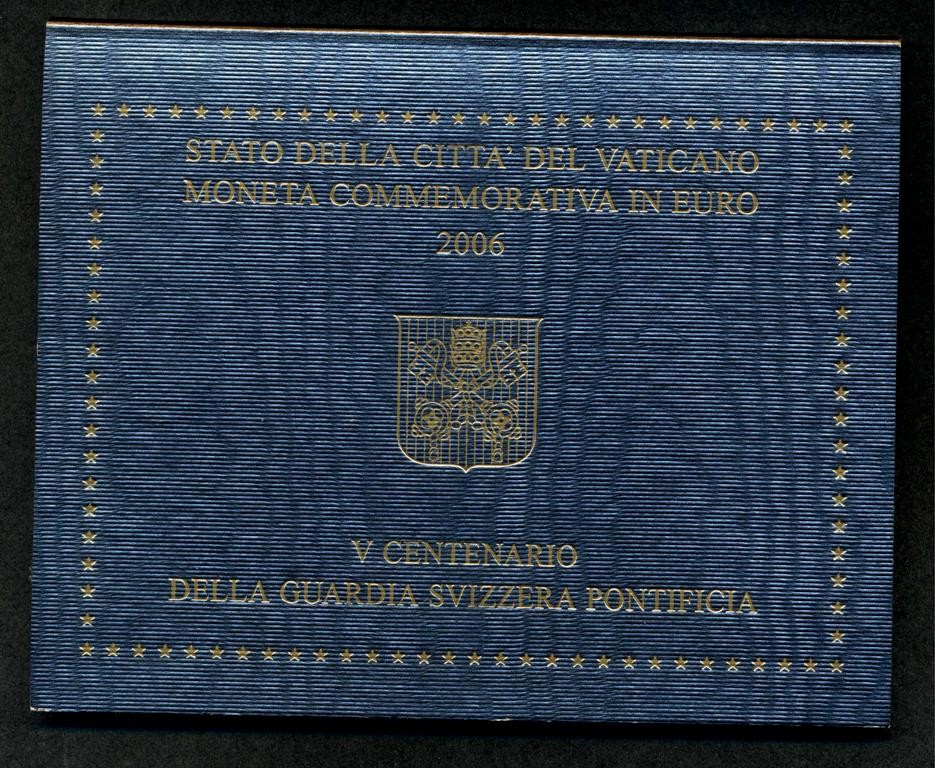 STATO DELLA CITTA' DEL VATICANO
MONETA COMMEMORATIVA IN EURO
2006
V CENTENARIO
DELLA GUARDIA SVIZZERA PONTIFICIA